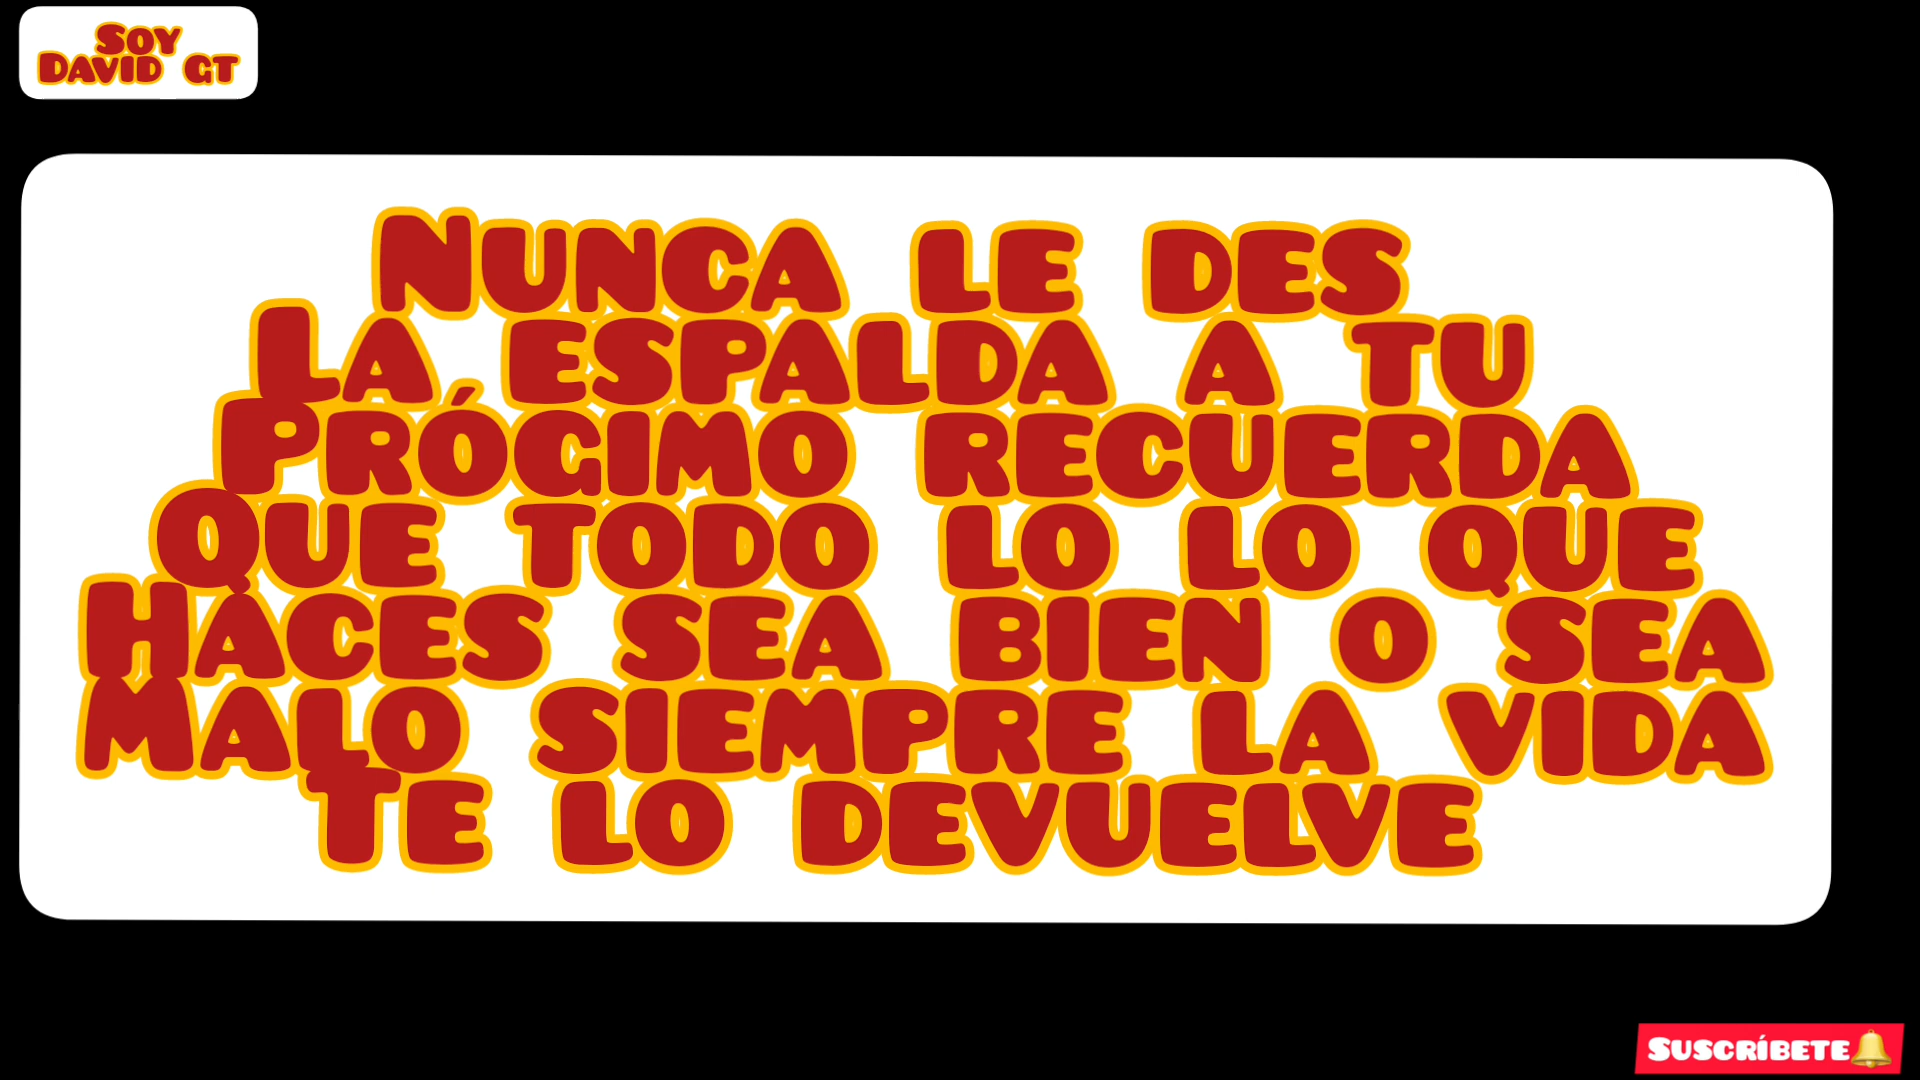 Soy
David GT
Nunca le des
La espalda a tu
Prógimo recuerda
Que todo lo lo que
Haces sea bien o sea
Malo siempre la vida
Te lo devuelve
Suscríbete